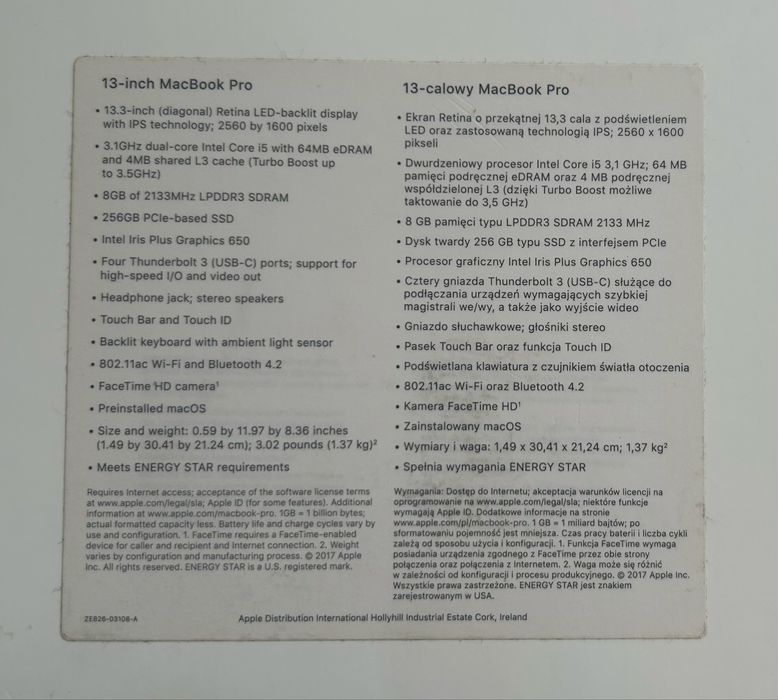 13-inch MacBook Pro
• 13.3-inch (diagonal) Retina LED-backlit display
with IPS technology; 2560 by 1600 pixels
• 3.1GHz dual-core Intel Core i5 with 64MB eDRAM
and 4MB shared L3 cache (Turbo Boost up
to 3.5GHz)
• 8GB of 2133MHz LPDDR3 SDRAM
• 256GB PCIe-based SSD
• Intel Iris Plus Graphics 650
• Four Thunderbolt 3 (USB-C) ports; support for
high-speed I/O and video out
• Headphone jack; stereo speakers
• Touch Bar and Touch ID
• Backlit keyboard with ambient light sensor
• 802.11ac Wi-Fi and Bluetooth 4.2
• FaceTime HD camera¹
• Preinstalled macOS
• Size and weight: 0.59 by 11.97 by 8.36 inches
(1.49 by 30.41 by 21.24 cm); 3.02 pounds (1.37 kg)²
• Meets ENERGY STAR requirements
Requires Internet access; acceptance of the software license terms
at www.apple.com/legal/sla; Apple ID (for some features). Additional
information at www.apple.com/macbook-pro. 1GB = 1 billion bytes;
actual formatted capacity less. Battery life and charge cycles vary by
use and configuration. 1. FaceTime requires a FaceTime-enabled
device for caller and recipient and Internet connection. 2. Weight
varies by configuration and manufacturing process. © 2017 Apple
Inc. All rights reserved. ENERGY STAR is a U.S. registered mark.
13-calowy MacBook Pro
• Ekran Retina o przekątnej 13,3 cala z podświetleniem
LED oraz zastosowaną technologią IPS; 2560 x 1600
pikseli
• Dwurdzeniowy procesor Intel Core i5 3,1 GHz; 64 MB
pamięci podręcznej eDRAM oraz 4 MB podręcznej
współdzielonej L3 (dzięki Turbo Boost możliwe
taktowanie do 3,5 GHz)
• 8 GB pamięci typu LPDDR3 SDRAM 2133 MHz
• Dysk twardy 256 GB typu SSD z interfejsem PCIe
• Procesor graficzny Intel Iris Plus Graphics 650
• Cztery gniazda Thunderbolt 3 (USB-C) służące do
podłączania urządzeń wymagających szybkiej
magistrali we/wy, a także jako wyjście wideo
• Gniazdo słuchawkowe; głośniki stereo
• Pasek Touch Bar oraz funkcja Touch ID
• Podświetlana klawiatura z czujnikiem światła otoczenia
• 802.11ac Wi-Fi oraz Bluetooth 4.2
• Kamera FaceTime HD¹
• Zainstalowany macOS
• Wymiary i waga: 1,49 x 30,41 x 21,24 cm; 1,37 kg²
• Spełnia wymagania ENERGY STAR
Wymagania: Dostęp do Internetu; akceptacja warunków licencji na
oprogramowanie na www.apple.com/legal/sla; niektóre funkcje
wymagają Apple ID. Dodatkowe informacje na stronie
www.apple.com/pl/macbook-pro. 1 GB = 1 miliard bajtów; po
sformatowaniu pojemność jest mniejsza. Czas pracy baterii i liczba cykli
zależą od sposobu użycia i konfiguracji. 1. Funkcja FaceTime wymaga
posiadania urządzenia zgodnego z FaceTime przez obie strony
połączenia oraz połączenia z Internetem. 2. Waga może się różnić
w zależności od konfiguracji i procesu produkcyjnego. © 2017 Apple Inc.
Wszystkie prawa zastrzeżone. ENERGY STAR jest znakiem
zarejestrowanym w USA.
ZE826-03108-A
Apple Distribution International Hollyhill Industrial Estate Cork, Ireland